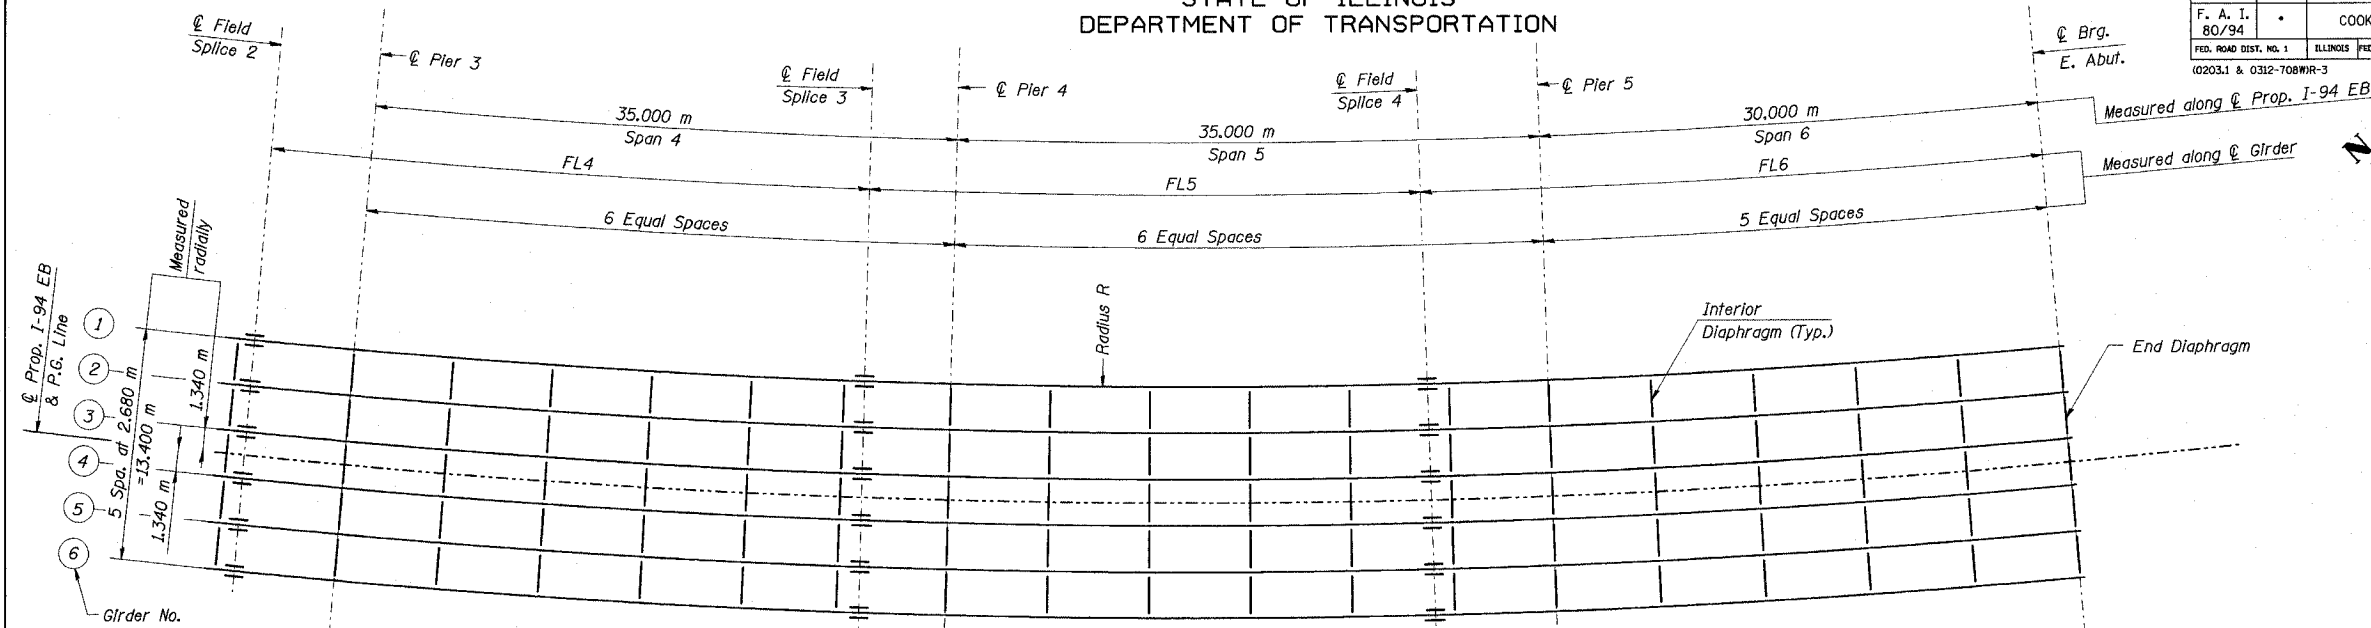 STATE OF ILLINOIS
DEPARTMENT OF TRANSPORTATION
F. A. I.
80/94
•
COOK
FED. ROAD DIST. NO. 1
ILLINOIS
(0203.1 & 0312-708W)R-3
℄ Field
Splice 2
℄ Pier 3
℄ Field
Splice 3
℄ Pier 4
℄ Field
Splice 4
℄ Pier 5
℄ Brg.
E. Abut.
35.000 m
Span 4
35.000 m
Span 5
30.000 m
Span 6
Measured along ℄ Prop. I-94 EB
FL4
FL5
FL6
Measured along ℄ Girder
N
6 Equal Spaces
6 Equal Spaces
5 Equal Spaces
Measured
radially
℄ Prop. I-94 EB
& P.G. Line
1
2
3
4
5
6
5 Spa. at 2.680 m
=13.400 m
1.340 m
1.340 m
Radius R
Interior
Diaphragm (Typ.)
End Diaphragm
Girder No.